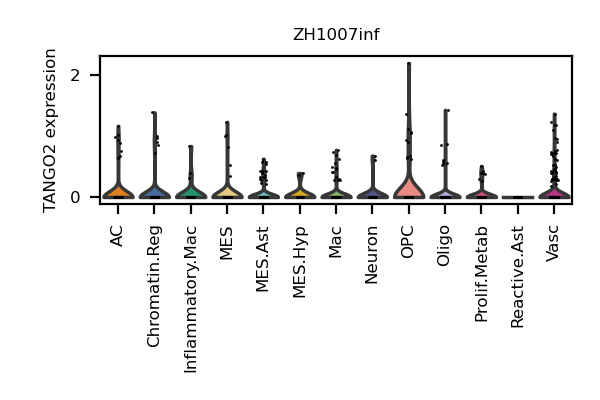 ZH1007inf
TANGO2 expression
2
0
AC
Chromatin.Reg
Inflammatory.Mac
MES
MES.Ast
MES.Hyp
Mac
Neuron
OPC
Oligo
Prolif.Metab
Reactive.Ast
Vasc